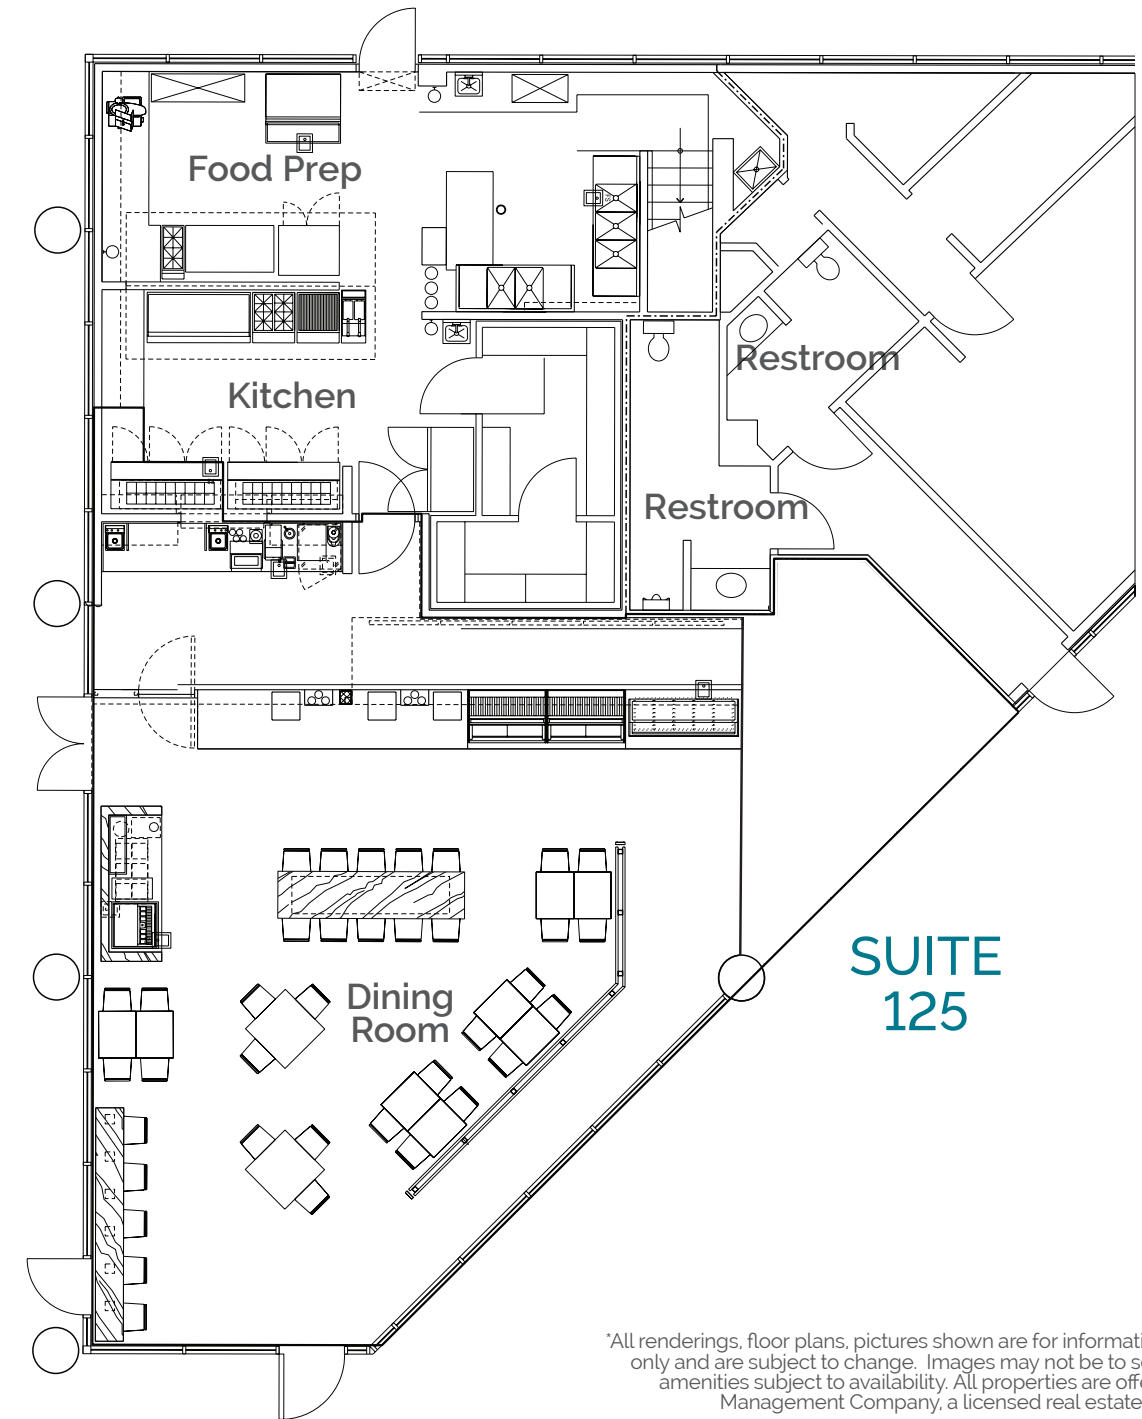 Food Prep
Restroom
Kitchen
Restroom
SUITE
125
Dining
Room
*All renderings, floor plans, pictures shown are for
only and are subject to change. Images may not be to
amenities subject to availability. All properties are
Management Company, a licensed real estate